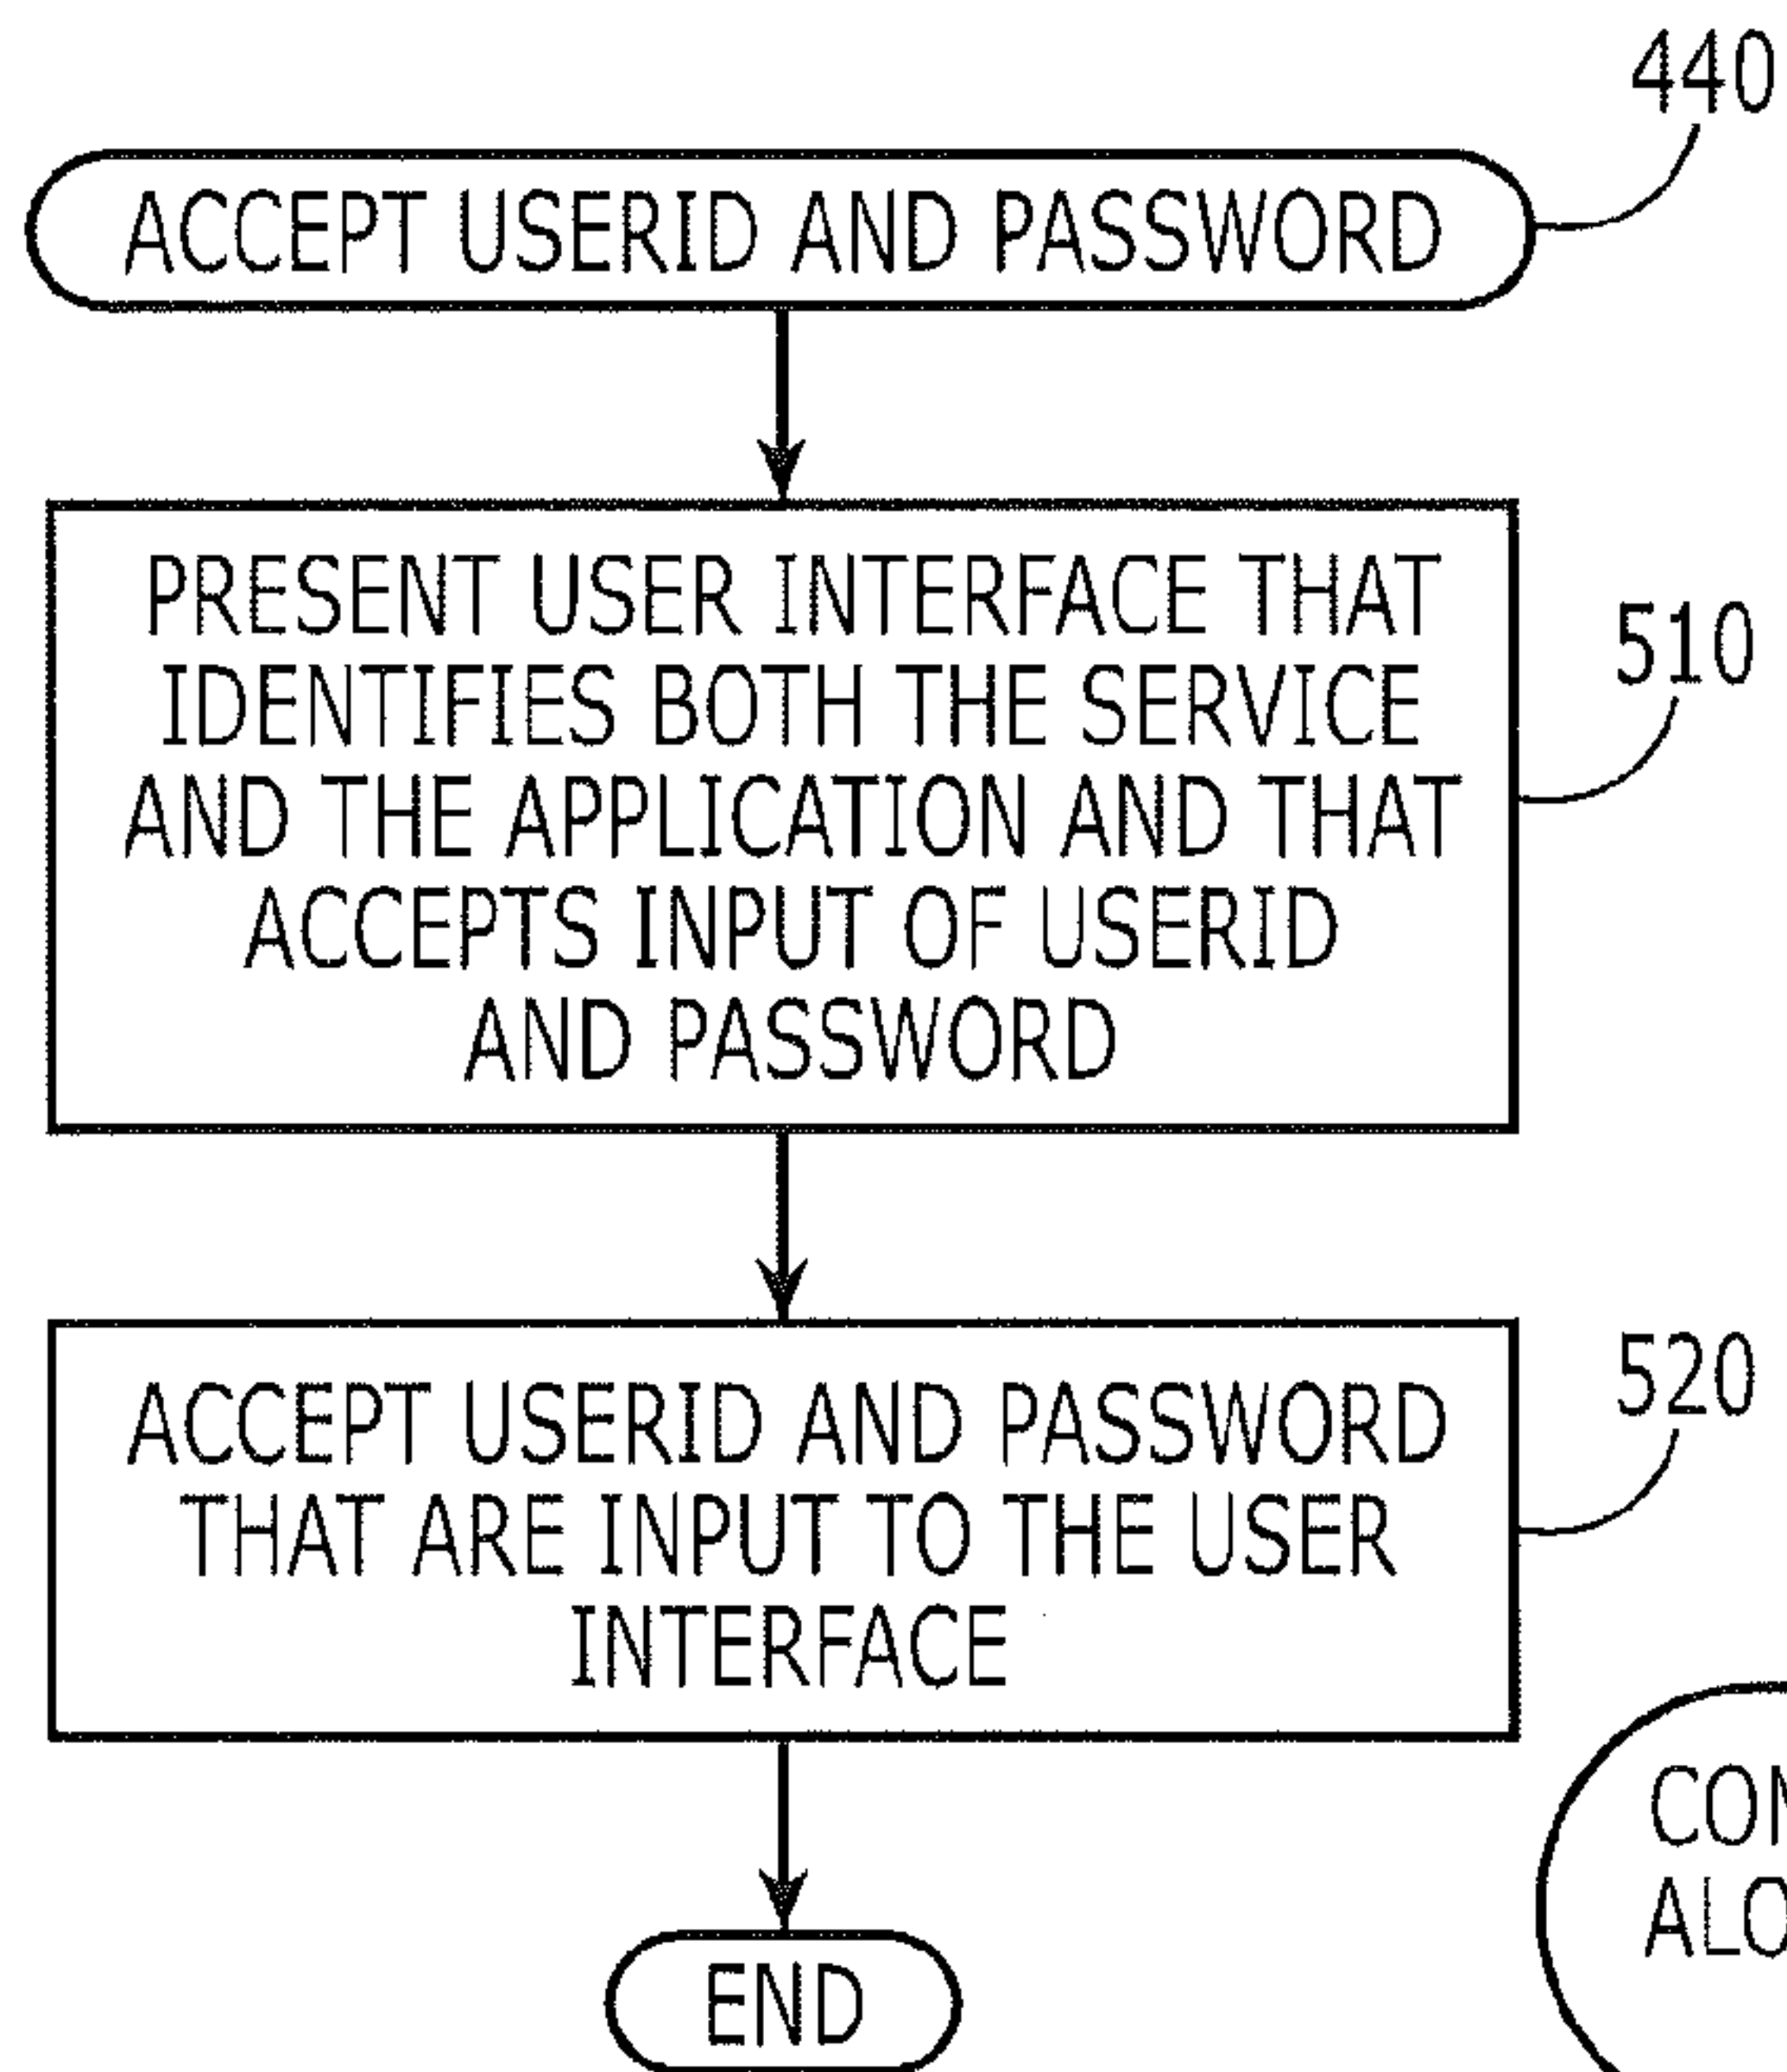 440
ACCEPT USERID AND PASSWORD
PRESENT USER INTERFACE THAT
IDENTIFIES BOTH THE SERVICE
AND THE APPLICATION AND THAT
ACCEPTS INPUT OF USERID
AND PASSWORD
510
ACCEPT USERID AND PASSWORD
THAT ARE INPUT TO THE USER
INTERFACE
520
END